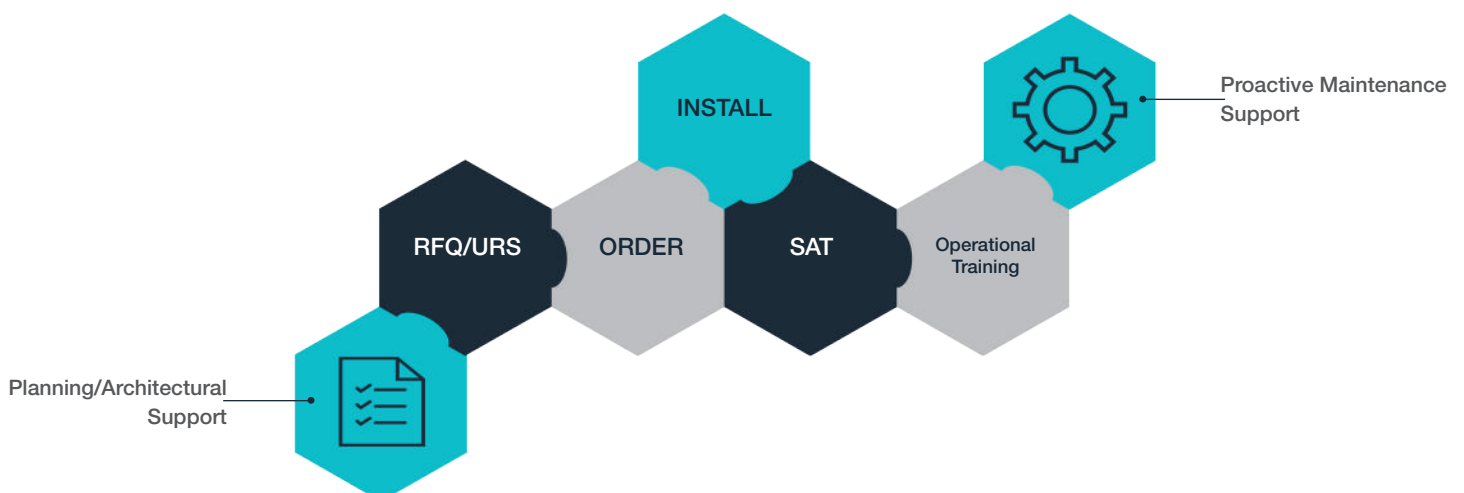 INSTALL
Proactive Maintenance
Support
RFQ/URS
ORDER
SAT
Operational
Training
Planning/Architectural
Support